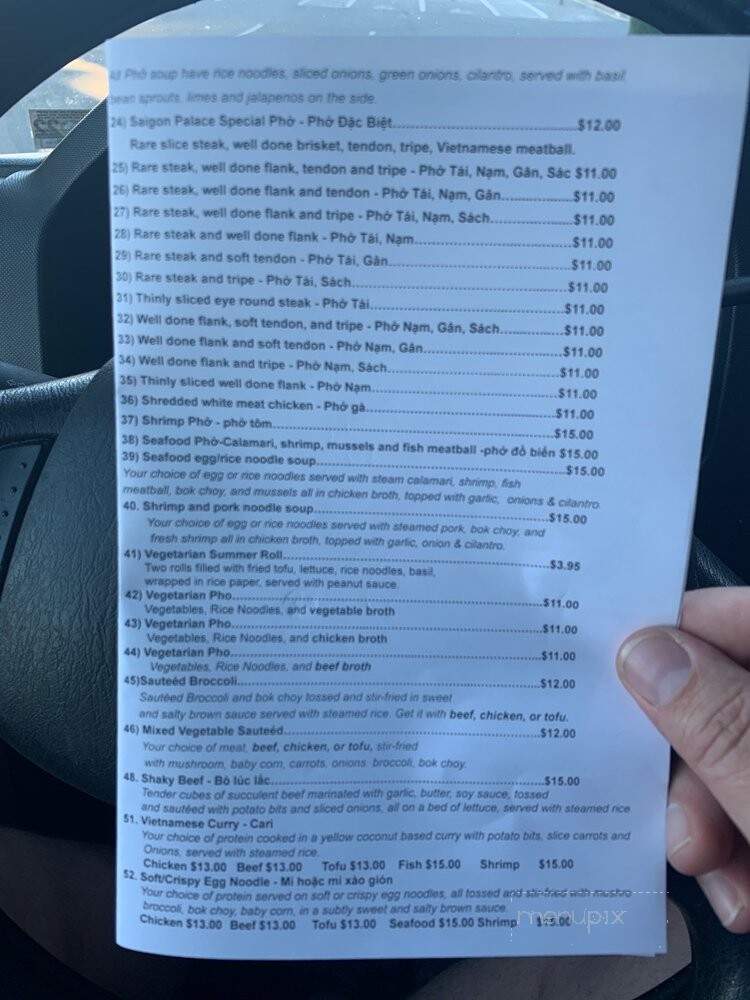 All Phở soup have rice noodles, sliced onions, green onions, cilantro, served with basil,
bean sprouts, limes and jalapenos on the side.
24) Saigon Palace Special Phở - Phở Đặc Biệt....................$12.00
Rare slice steak, well done brisket, tendon, tripe, Vietnamese meatball.
25) Rare steak, well done flank, tendon and tripe - Phở Tái, Nạm, Gân, Sác $11.00
26) Rare steak, well done flank and tendon - Phở Tái, Nạm, Gân....................$11.00
27) Rare steak, well done flank and tripe - Phở Tái, Nạm, Sách....................$11.00
28) Rare steak and well done flank - Phở Tái, Nạm....................$11.00
29) Rare steak and soft tendon - Phở Tái, Gân....................$11.00
30) Rare steak and tripe - Phở Tái, Sách....................$11.00
31) Thinly sliced eye round steak - Phở Tái....................$11.00
32) Well done flank, soft tendon, and tripe - Phở Nạm, Gân, Sách....................$11.00
33) Well done flank and soft tendon - Phở Nạm, Gân....................$11.00
34) Well done flank and tripe - Phở Nạm, Sách....................$11.00
35) Thinly sliced well done flank - Phở Nạm....................$11.00
36) Shredded white meat chicken - Phở gà....................$11.00
37) Shrimp Phở - phở tôm....................$15.00
38) Seafood Phở-Calamari, shrimp, mussels and fish meatball -phở đồ biển $15.00
39) Seafood egg/rice noodle soup....................$15.00
Your choice of egg or rice noodles served with steam calamari, shrimp, fish
meatball, bok choy, and mussels all in chicken broth, topped with garlic, onions & cilantro.
40. Shrimp and pork noodle soup....................$15.00
Your choice of egg or rice noodles served with steamed pork, bok choy, and
fresh shrimp all in chicken broth, topped with garlic, onion & cilantro.
41) Vegetarian Summer Roll....................$3.95
Two rolls filled with fried tofu, lettuce, rice noodles, basil,
wrapped in rice paper, served with peanut sauce.
42) Vegetarian Pho....................$11.00
Vegetables, Rice Noodles, and vegetable broth
43) Vegetarian Pho....................$11.00
Vegetables, Rice Noodles, and chicken broth
44) Vegetarian Pho....................$11.00
Vegetables, Rice Noodles, and beef broth
45)Sauteéd Broccoli....................$12.00
Sautéed Broccoli and bok choy tossed and stir-fried in sweet
and salty brown sauce served with steamed rice. Get it with beef, chicken, or tofu.
46) Mixed Vegetable Sauteéd....................$12.00
Your choice of meat, beef, chicken, or tofu, stir-fried
with mushroom, baby corn, carrots, onions. broccoli, bok choy.
48. Shaky Beef - Bò lúc lắc....................$15.00
Tender cubes of succulent beef marinated with garlic, butter, soy sauce, tossed
and sautéed with potato bits and sliced onions, all on a bed of lettuce, served with steamed rice
51. Vietnamese Curry - Cari
Your choice of protein cooked in a yellow coconut based curry with potato bits, slice carrots and
Onions, served with steamed rice.
Chicken $13.00 Beef $13.00 Tofu $13.00 Fish $15.00 Shrimp $15.00
52. Soft/Crispy Egg Noodle - Mì hoặc mì xào giòn
Your choice of protein served on soft or crispy egg noodles, all tossed and stir-fried with mushro
broccoli, bok choy, baby corn, in a subtly sweet and salty brown sauce.
Chicken $13.00 Beef $13.00 Tofu $13.00 Seafood $15.00 Shrimp $15.00
menupix